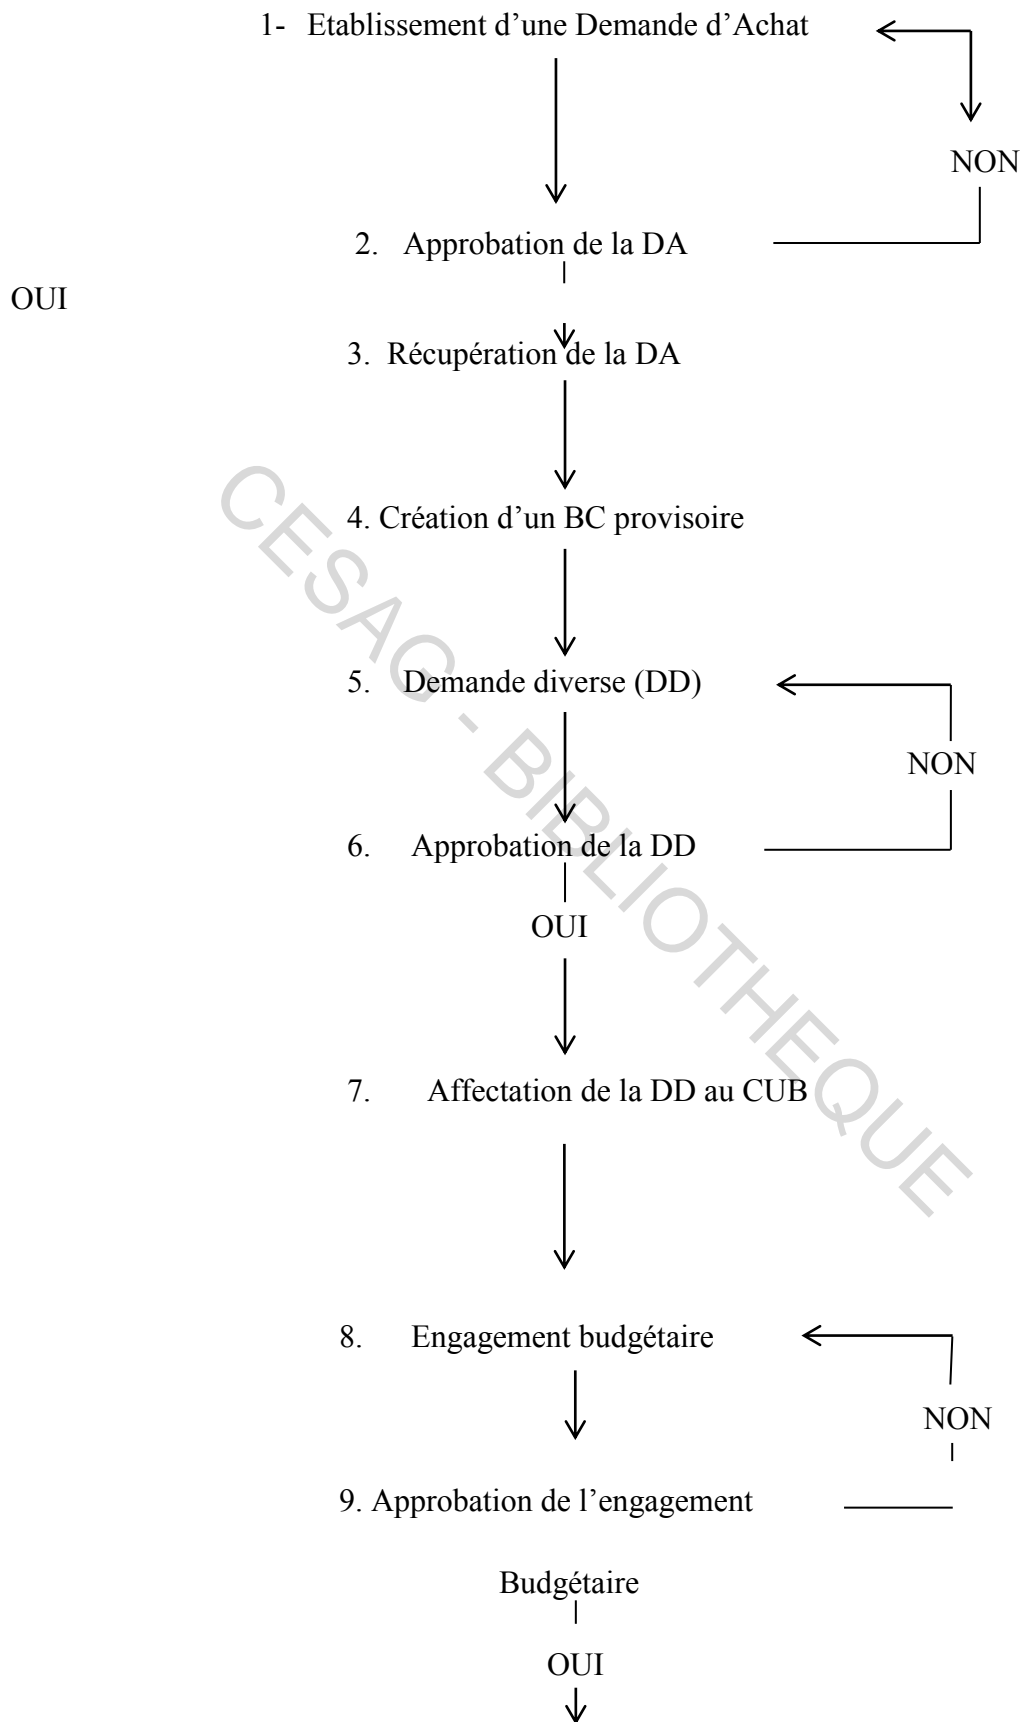 1- Etablissement d’une Demande d’Achat
NON
2. Approbation de la DA
OUI
3. Récupération de la DA
4. Création d’un BC provisoire
5. Demande diverse (DD)
NON
6. Approbation de la DD
OUI
7. Affectation de la DD au CUB
8. Engagement budgétaire
NON
9. Approbation de l’engagement
Budgétaire
OUI
CESAG - BIBLIOTHEQUE